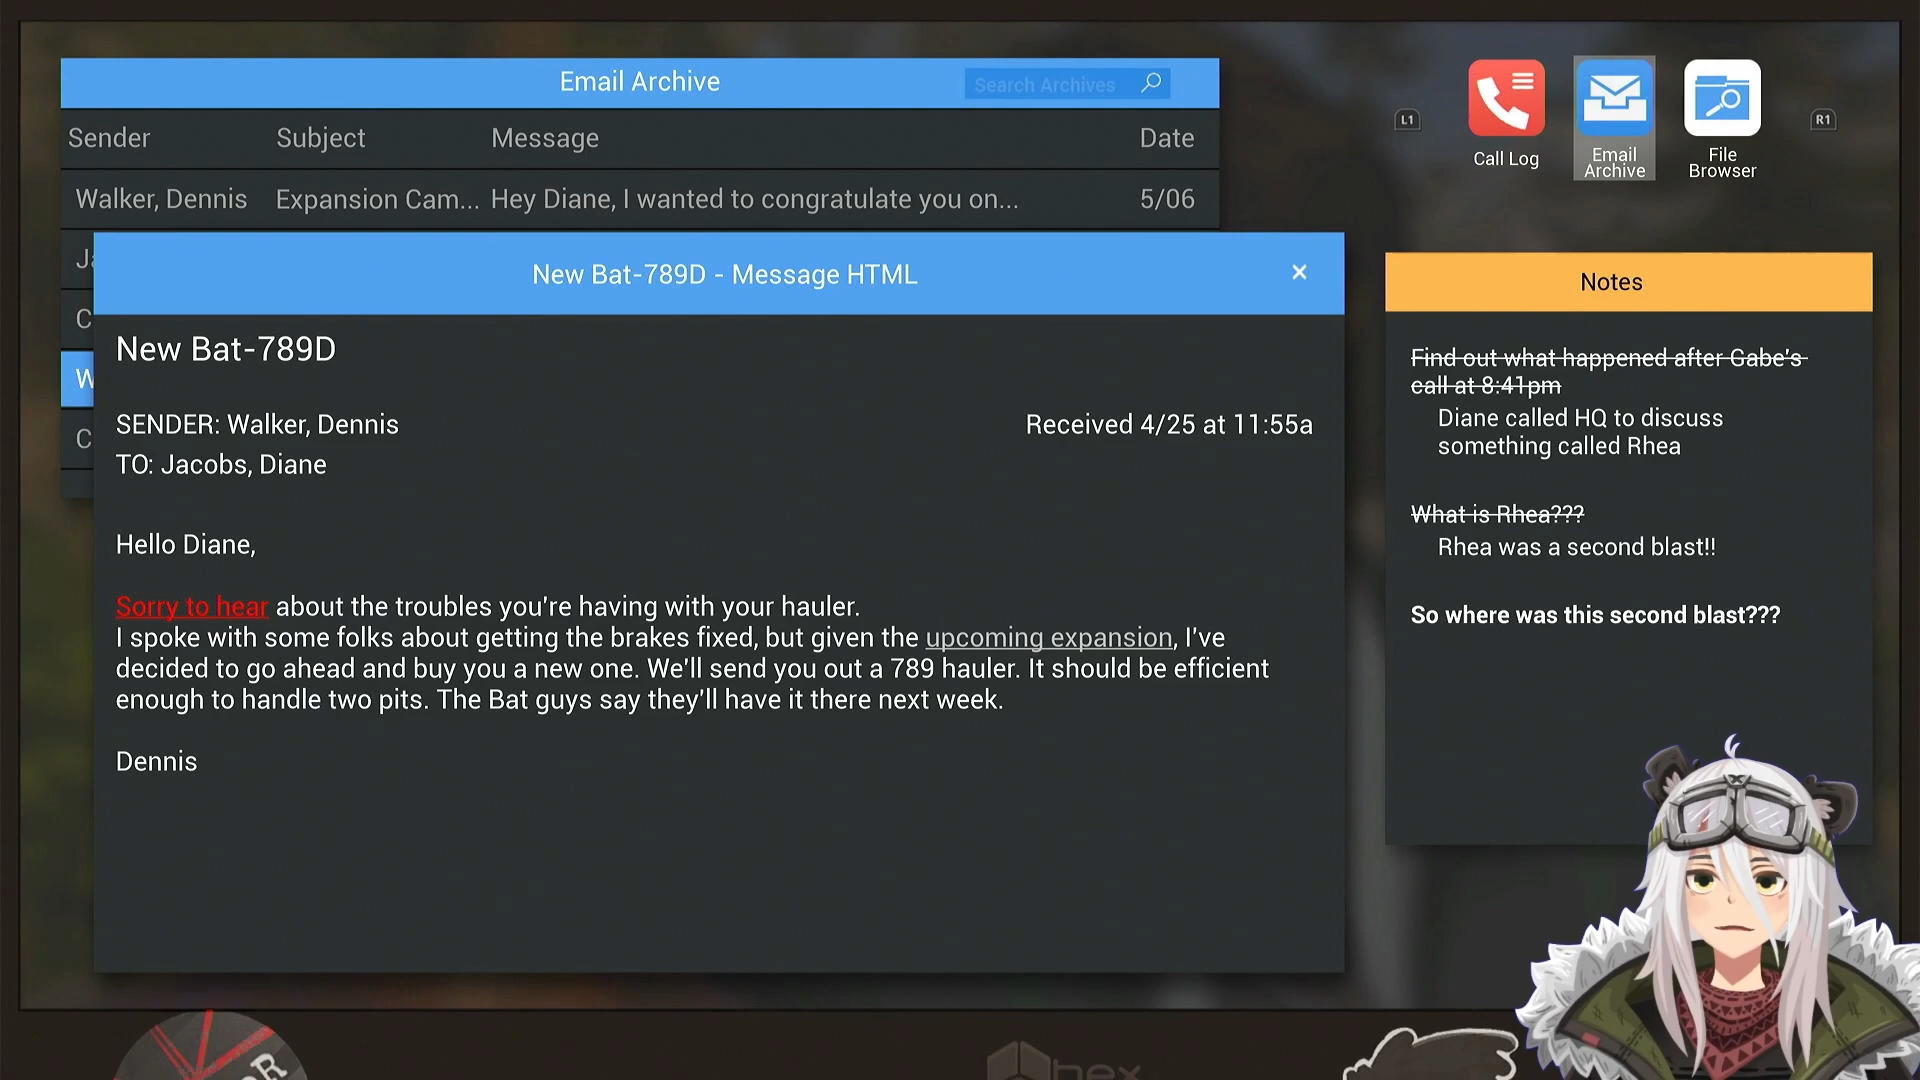 Email Archive
Search Archives
Sender Subject Message Date
Walker, Dennis Expansion Cam... Hey Diane, I wanted to congratulate you on... 5/06
Ja
C
W
C
New Bat-789D - Message HTML
New Bat-789D
SENDER: Walker, Dennis
Received 4/25 at 11:55a
TO: Jacobs, Diane
Hello Diane,
Sorry to hear about the troubles you're having with your hauler.
I spoke with some folks about getting the brakes fixed, but given the upcoming expansion, I've
decided to go ahead and buy you a new one. We'll send you out a 789 hauler. It should be efficient
enough to handle two pits. The Bat guys say they'll have it there next week.
Dennis
L1
Call Log
Email
Archive
File
Browser
R1
Notes
Find out what happened after Gabe's
call at 8:41pm
Diane called HQ to discuss
something called Rhea
What is Rhea???
Rhea was a second blast!!
So where was this second blast???
hex